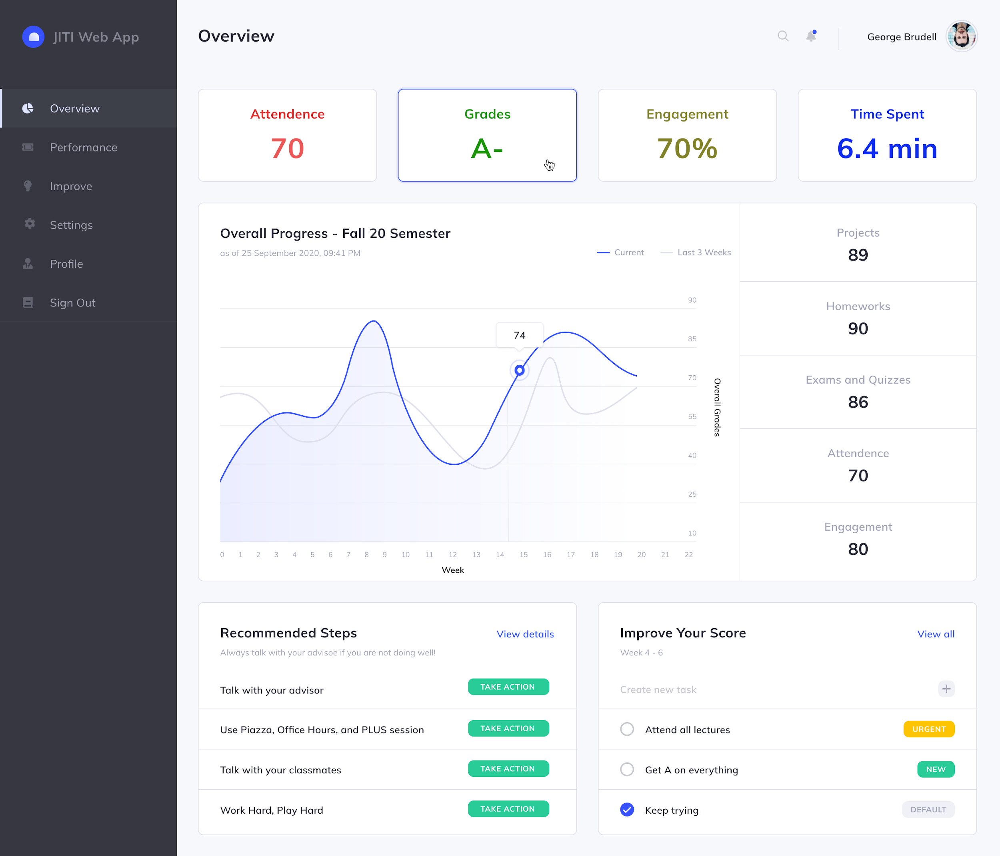 JITI Web App
Overview
Performance
Improve
Settings
Profile
Sign Out
Overview
George Brudell
Attendence
70
Grades
A-
Engagement
70%
Time Spent
6.4 min
Overall Progress - Fall 20 Semester
as of 25 September 2020, 09:41 PM
Current
Last 3 Weeks
90
85
70
55
40
25
10
74
Overall Grades
0 1 2 3 4 5 6 7 8 9 10 11 12 13 14 15 16 17 18 19 20 21 22
Week
Projects
89
Homeworks
90
Exams and Quizzes
86
Attendence
70
Engagement
80
Recommended Steps
View details
Always talk with your advisoe if you are not doing well!
Talk with your advisor
TAKE ACTION
Use Piazza, Office Hours, and PLUS session
TAKE ACTION
Talk with your classmates
TAKE ACTION
Work Hard, Play Hard
TAKE ACTION
Improve Your Score
View all
Week 4 - 6
Create new task
Attend all lectures
URGENT
Get A on everything
NEW
Keep trying
DEFAULT